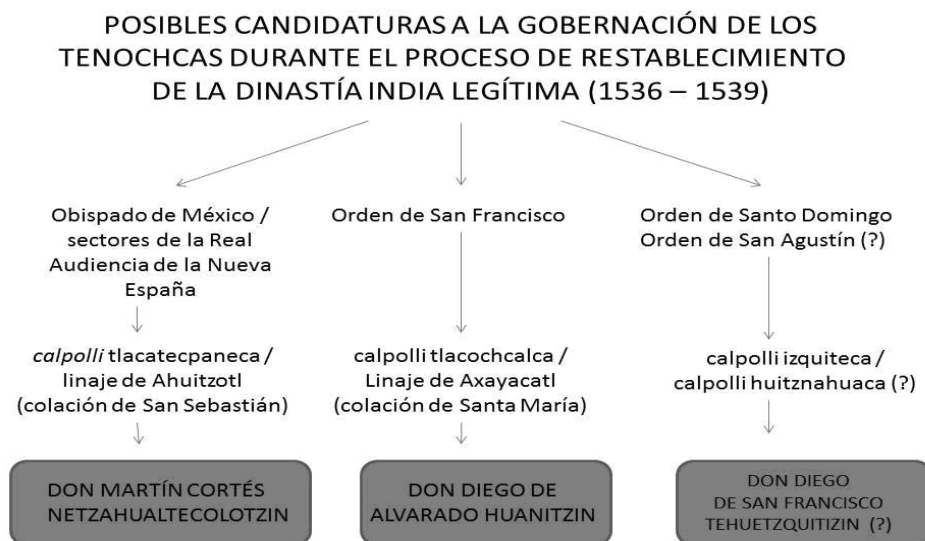 POSIBLES CANDIDATURAS A LA GOBERNACIÓN DE LOS
TENOCHCAS DURANTE EL PROCESO DE RESTABLECIMIENTO
DE LA DINASTÍA INDIA LEGÍTIMA (1536 – 1539)
Obispado de México /
sectores de la Real
Audiencia de la Nueva
España
calpolli tlacatecpaneca /
linaje de Ahuitzotl
(colación de San Sebastián)
DON MARTÍN CORTÉS
NETZAHUALTECOLOTZIN
Orden de San Francisco
calpolli tlacochcalca /
Linaje de Axayacatl
(colación de Santa María)
DON DIEGO DE
ALVARADO HUANITZIN
Orden de Santo Domingo
Orden de San Agustín (?)
calpolli izquiteca /
calpolli huitznahuaca (?)
DON DIEGO
DE SAN FRANCISCO
TEHUETZQUITIZIN (?)